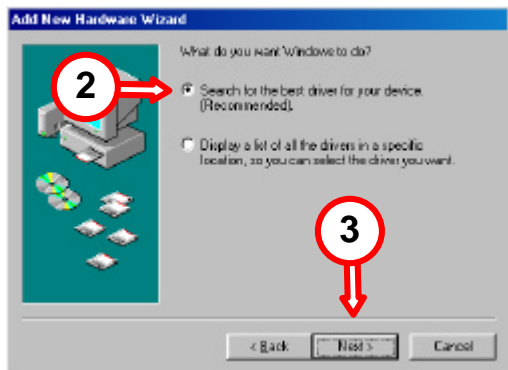 Add New Hardware Wizard
What do you want Windows to do?
2
Search for the best driver for your device.
(Recommended).
Display a list of all the drivers in a specific
location, so you can select the driver you want.
3
< Back
Next >
Cancel